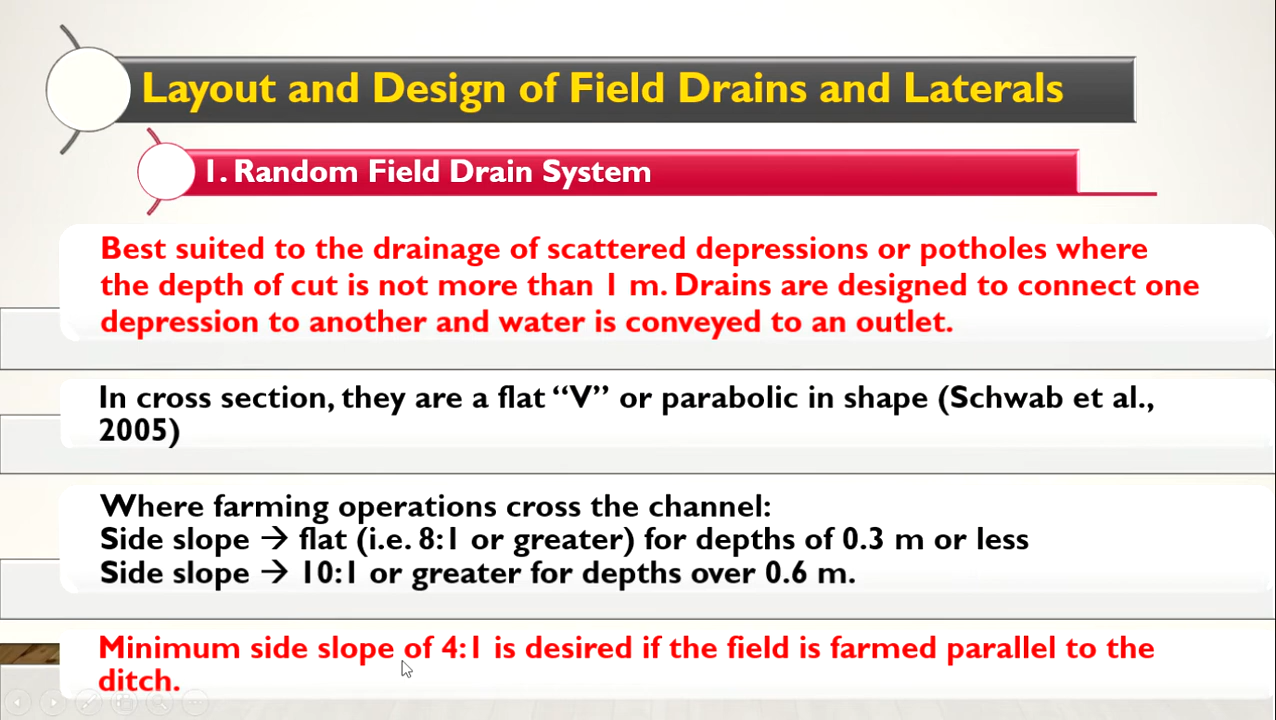 Layout and Design of Field Drains and Laterals
1. Random Field Drain System
Best suited to the drainage of scattered depressions or potholes where
the depth of cut is not more than 1 m. Drains are designed to connect one
depression to another and water is conveyed to an outlet.
In cross section, they are a flat “V” or parabolic in shape (Schwab et al.,
2005)
Where farming operations cross the channel:
Side slope → flat (i.e. 8:1 or greater) for depths of 0.3 m or less
Side slope → 10:1 or greater for depths over 0.6 m.
Minimum side slope of 4:1 is desired if the field is farmed parallel to the
ditch.